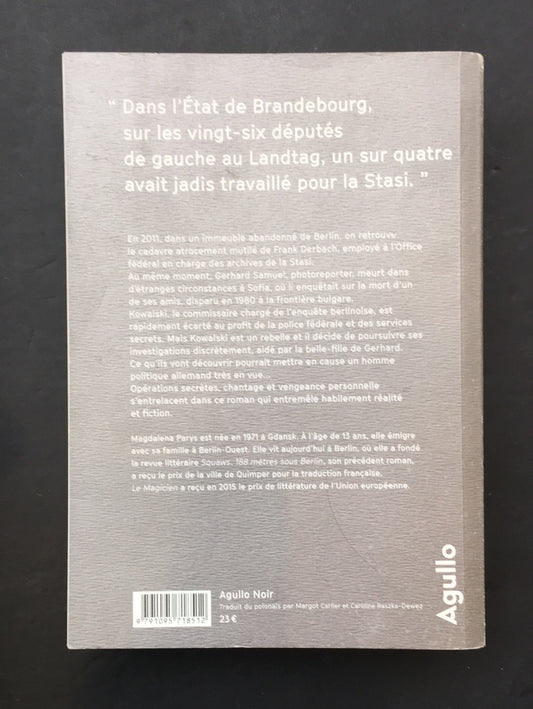 “ Dans l'État de Brandebourg,
sur les vingt-six députés
de gauche au Landtag, un sur quatre
avait jadis travaillé pour la Stasi. ”
En 2011, dans un immeuble abandonné de Berlin, on retrouve
le cadavre atrocement mutilé de Frank Derbach, employé à l'Office
fédéral en charge des archives de la Stasi.
Au même moment, Gerhard Samuel, photoreporter, meurt dans
d'étranges circonstances à Sofia, où il enquêtait sur la mort d'un
de ses amis, disparu en 1980 à la frontière bulgare.
Kowalski, le commissaire chargé de l'enquête berlinoise, est
rapidement écarté au profit de la police fédérale et des services
secrets. Mais Kowalski est un rebelle et il décide de poursuivre ses
investigations discrètement, aidé par la belle-fille de Gerhard.
Ce qu'ils vont découvrir pourrait mettre en cause un homme
politique allemand très en vue...
Opérations secrètes, chantage et vengeance personnelle
s'entrelacent dans ce roman qui entremêle habilement réalité
et fiction.
Magdalena Parys est née en 1971 à Gdansk. À l'âge de 13 ans, elle émigre
avec sa famille à Berlin-Ouest. Elle vit aujourd'hui à Berlin, où elle a fondé
la revue littéraire Squaws. 188 mètres sous Berlin, son précédent roman,
a reçu le prix de la ville de Quimper pour la traduction française.
Le Magicien a reçu en 2015 le prix de littérature de l'Union européenne.
Agullo
Agullo Noir
Traduit du polonais par Margot Carlier et Caroline Raszka-Dewez
23 €
9791095718512